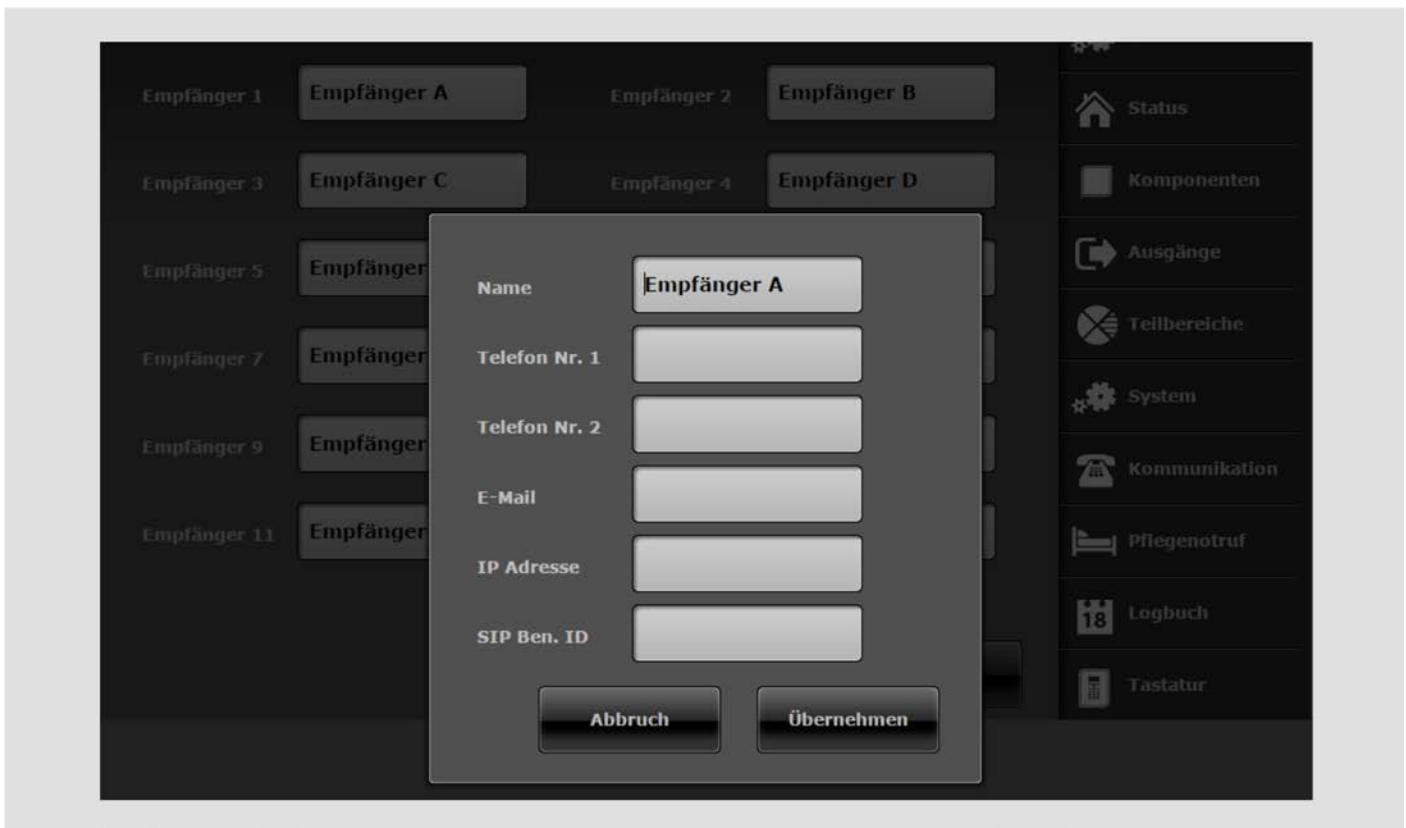 Empfänger 1 Empfänger A Empfänger 2 Empfänger B
Empfänger 3 Empfänger C Empfänger 4 Empfänger D
Empfänger 5 Empfänger
Empfänger 7 Empfänger
Empfänger 9 Empfänger
Empfänger 11 Empfänger
Name Empfänger A
Telefon Nr. 1
Telefon Nr. 2
E-Mail
IP Adresse
SIP Ben. ID
Abbruch Übernehmen
Status
Komponenten
Ausgänge
Teilbereiche
System
Kommunikation
Pflegenotruf
18 Logbuch
Tastatur